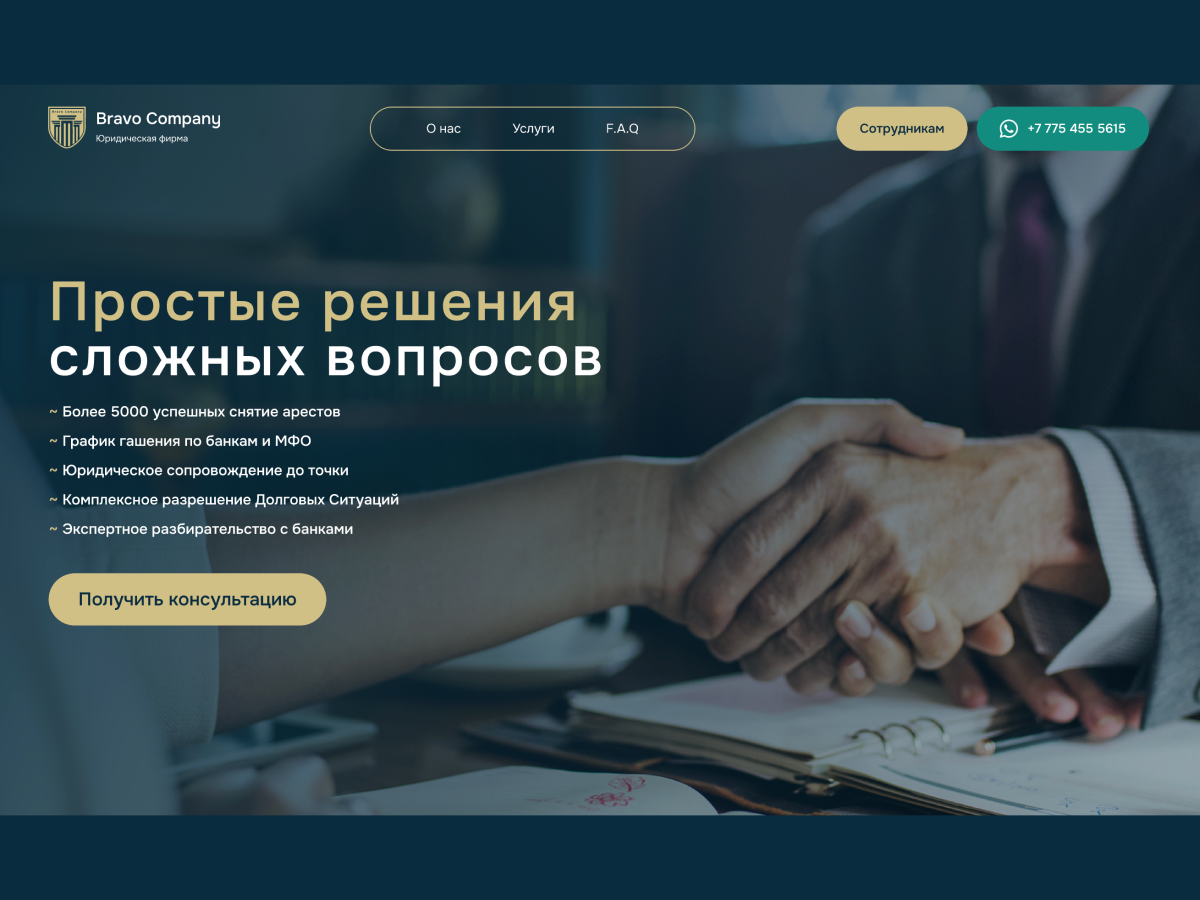 Bravo Company
Юридическая фирма
О нас
Услуги
F.A.Q
Сотрудникам
+7 775 455 5615
Простые решения
сложных вопросов
~ Более 5000 успешных снятие арестов
~ График гашения по банкам и МФО
~ Юридическое сопровождение до точки
~ Комплексное разрешение Долговых Ситуаций
~ Экспертное разбирательство с банками
Получить консультацию